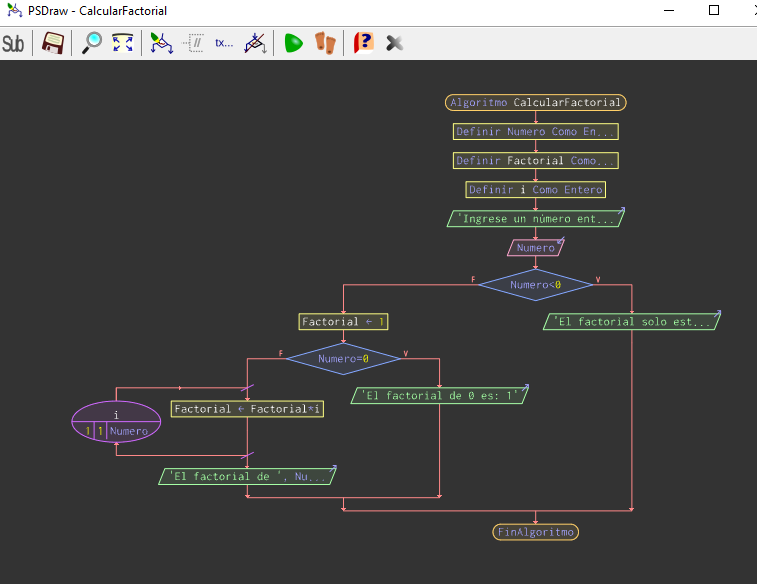 PSDraw - CalcularFactorial
Sub
tx...
Algoritmo CalcularFactorial
Definir Numero Como En...
Definir Factorial Como...
Definir i Como Entero
'Ingrese un número ent...
Numero
F
Numero<0
V
Factorial ← 1
'El factorial solo est...
F
Numero=0
V
'El factorial de 0 es: 1'
i
Factorial ← Factorial*i
1 1 Numero
'El factorial de ', Nu...
FinAlgoritmo